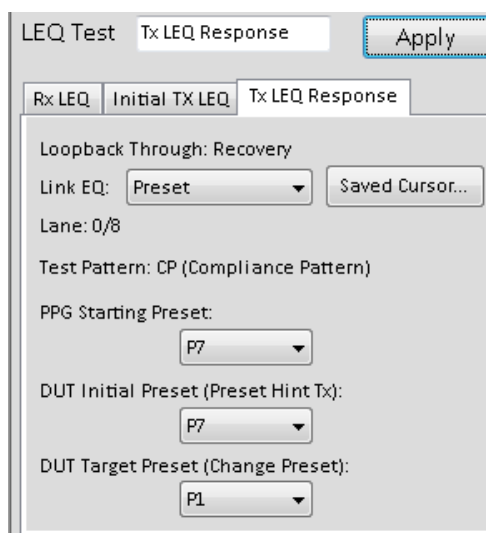 LEQ Test Tx LEQ Response Apply
Rx LEQ Initial TX LEQ Tx LEQ Response
Loopback Through: Recovery
Link EQ: Preset Saved Cursor...
Lane: 0/8
Test Pattern: CP (Compliance Pattern)
PPG Starting Preset:
P7
DUT Initial Preset (Preset Hint Tx):
P7
DUT Target Preset (Change Preset):
P1